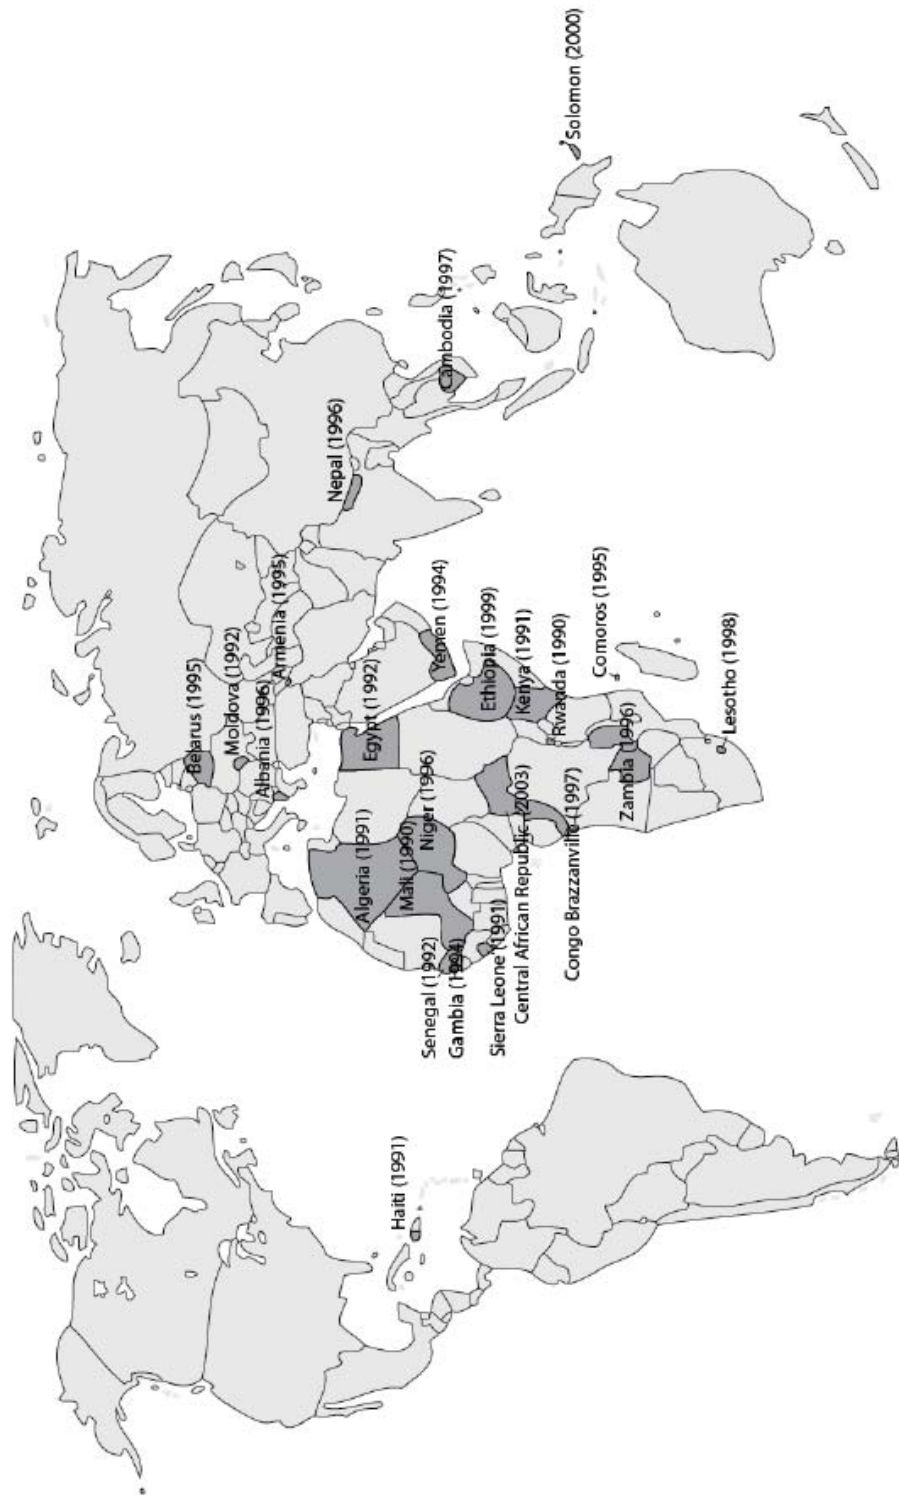 Haiti (1991)
Senegal (1992)
Gambia (1994)
Sierra Leone (1991)
Central African Republic (2003)
Congo Brazzanville (1997)
Algeria (1991)
Mali (1990)
Niger (1996)
Egypt (1992)
Belarus (1995)
Moldova (1992)
Albania (1996)
Armenia (1995)
Yemen (1994)
Ethiopia (1999)
Kenya (1991)
Rwanda (1990)
Comoros (1995)
Zambia (1996)
Lesotho (1998)
Nepal (1996)
Cambodia (1997)
Solomon (2000)